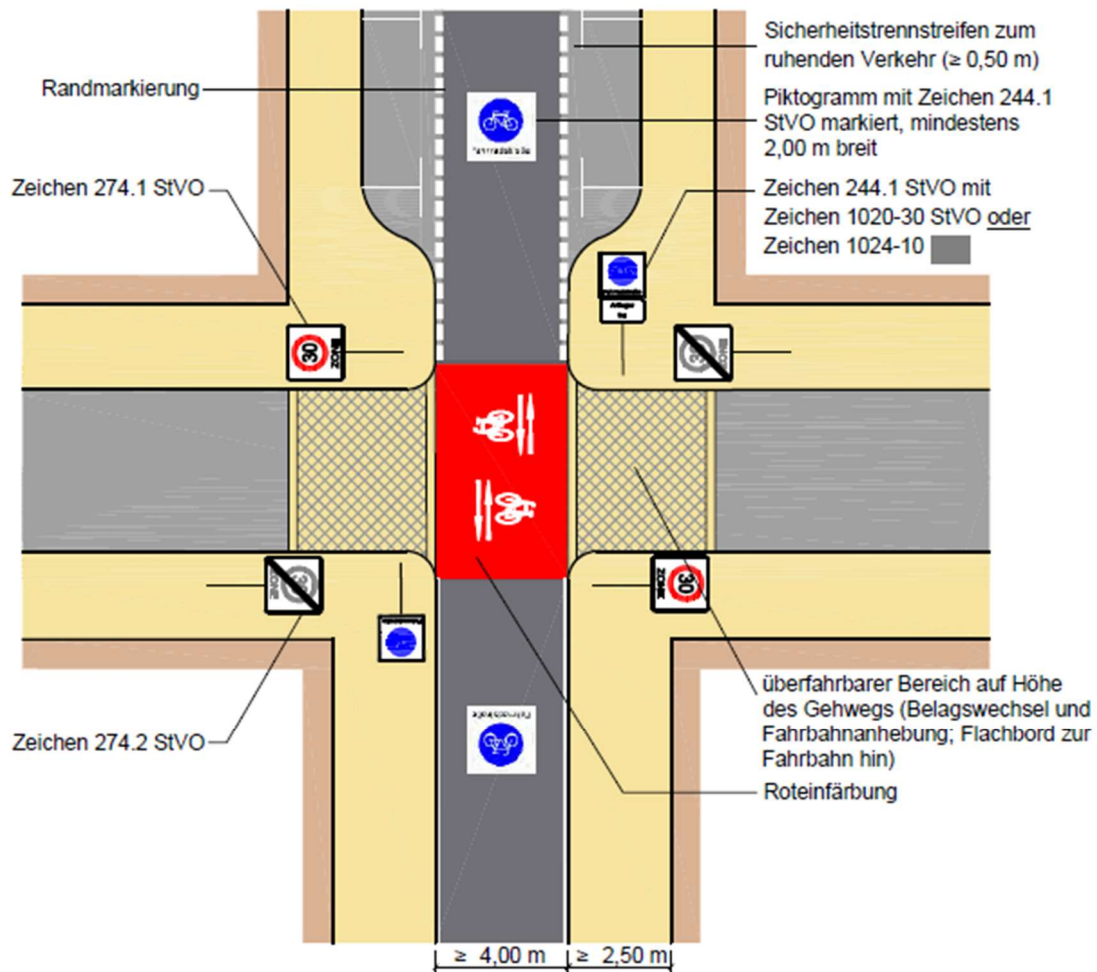 Randmarkierung
Zeichen 274.1 StVO
Sicherheitstrennstreifen zum
ruhenden Verkehr (≥ 0,50 m)
Piktogramm mit Zeichen 244.1
StVO markiert, mindestens
2,00 m breit
Zeichen 244.1 StVO mit
Zeichen 1020-30 StVO oder
Zeichen 1024-10
Fahrradstraße
30
ZONE
30
ZONE
30
ZONE
30
ZONE
Zeichen 274.2 StVO
Fahrradstraße
überfahrbarer Bereich auf Höhe
des Gehwegs (Belagswechsel und
Fahrbahnanhebung; Flachbord zur
Fahrbahn hin)
Roteinfärbung
≥ 4,00 m
≥ 2,50 m